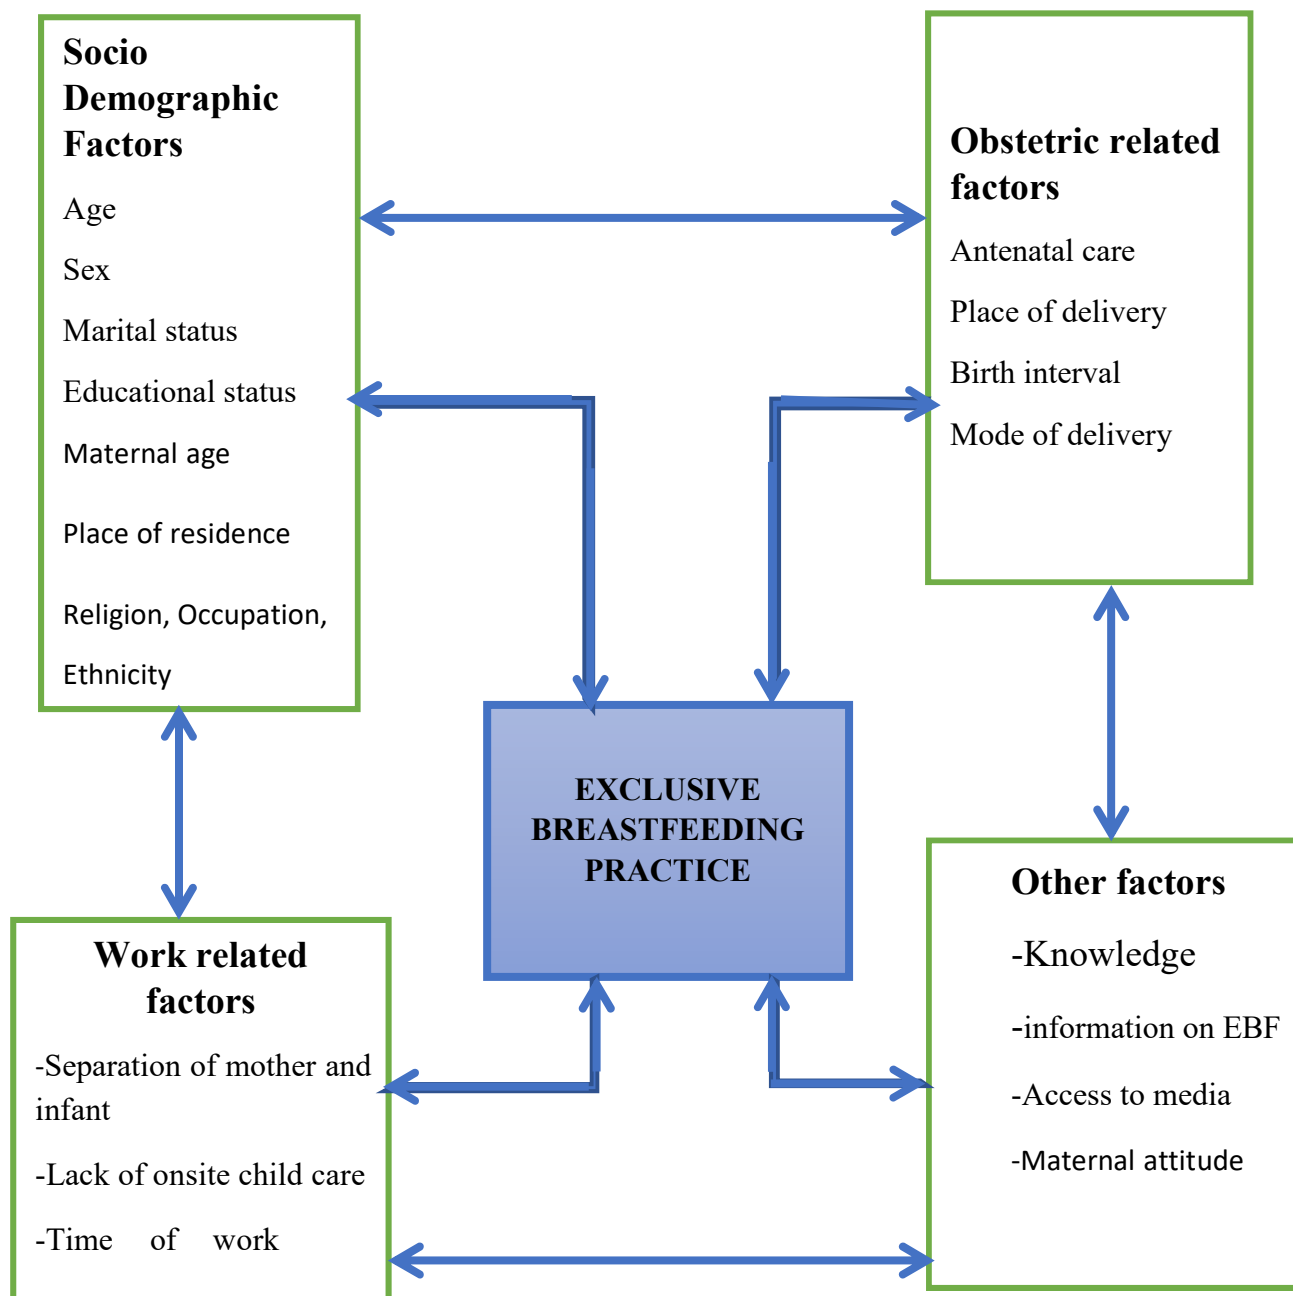 Socio
Demographic
Factors
Age
Sex
Marital status
Educational status
Maternal age
Place of residence
Religion, Occupation,
Ethnicity
Obstetric related
factors
Antenatal care
Place of delivery
Birth interval
Mode of delivery
EXCLUSIVE
BREASTFEEDING
PRACTICE
Work related
factors
-Separation of mother and
infant
-Lack of onsite child care
-Time of work
Other factors
-Knowledge
-information on EBF
-Access to media
-Maternal attitude